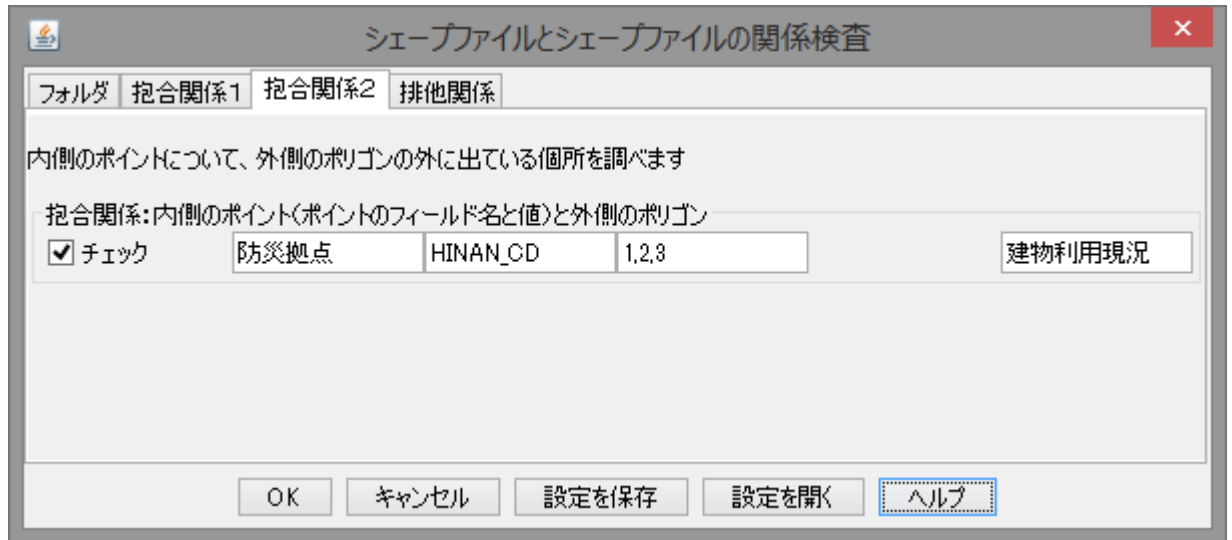 シェープファイルとシェープファイルの関係検査
フォルダ 抱合関係1 抱合関係2 排他関係
内側のポイントについて、外側のポリゴンの外に出ている個所を調べます
抱合関係:内側のポイント(ポイントのフィールド名と値)と外側のポリゴン
チェック 防災拠点 HINAN_CD 1,2,3 建物利用現況
OK キャンセル 設定を保存 設定を開く ヘルプ